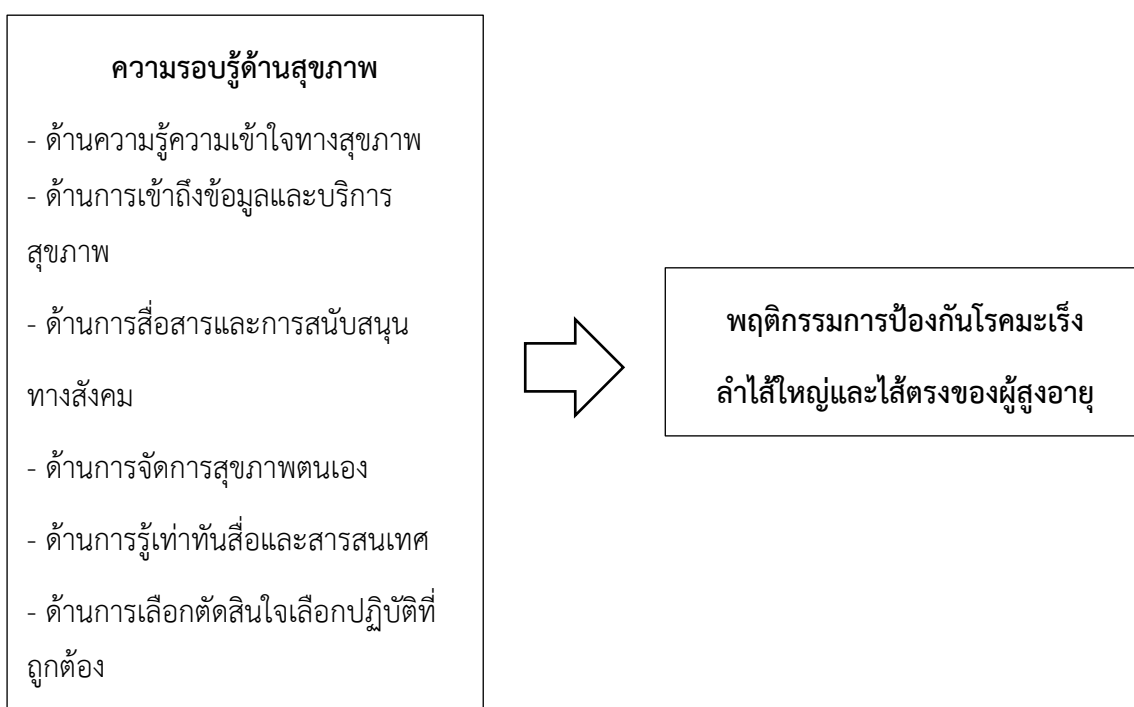 ความรอบรู้ด้านสุขภาพ
- ด้านความรู้ความเข้าใจทางสุขภาพ
- ด้านการเข้าถึงข้อมูลและบริการ
สุขภาพ
- ด้านการสื่อสารและการสนับสนุน
ทางสังคม
- ด้านการจัดการสุขภาพตนเอง
- ด้านการรู้เท่าทันสื่อและสารสนเทศ
- ด้านการเลือกตัดสินใจเลือกปฏิบัติที่
ถูกต้อง
พฤติกรรมการป้องกันโรคมะเร็ง
ลำไส้ใหญ่และไส้ตรงของผู้สูงอายุ